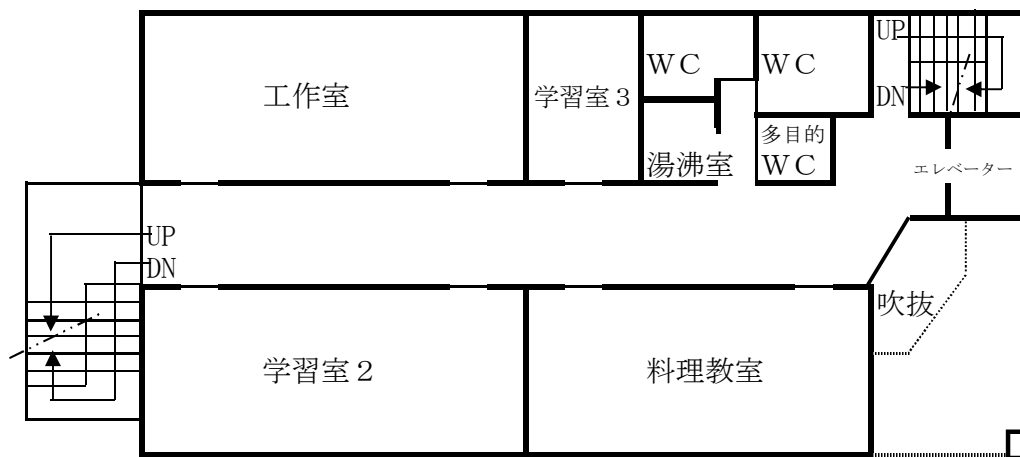 工作室
学習室３
ＷＣ
ＷＣ
UP
DN
湯沸室
多目的
ＷＣ
エレベーター
UP
DN
吹抜
学習室２
料理教室